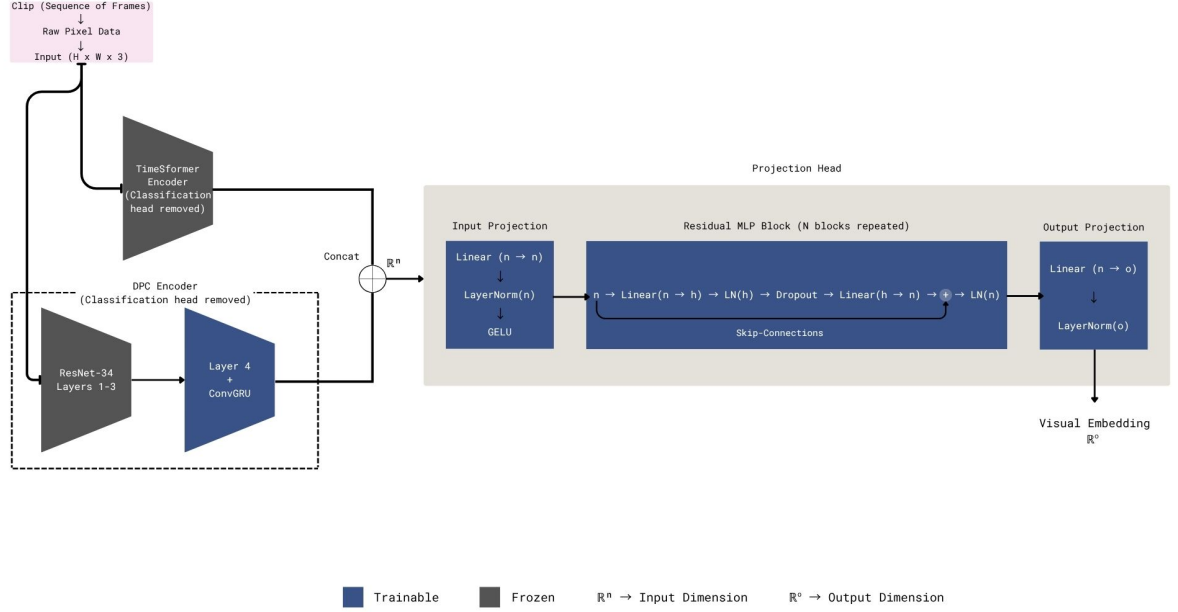 Clip (Sequence of Frames)
↓
Raw Pixel Data
↓
Input (H x W x 3)
TimeSformer
Encoder
(Classification
head removed)
DPC Encoder
(Classification head removed)
ResNet-34
Layers 1-3
Layer 4
+
ConvGRU
Concat
ℝⁿ
Projection Head
Input Projection
Linear (n → n)
↓
LayerNorm(n)
↓
GELU
Residual MLP Block (N blocks repeated)
n → Linear(n → h) → LN(h) → Dropout → Linear(h → n) → + → LN(n)
Skip-Connections
Output Projection
Linear (n → o)
↓
LayerNorm(o)
Visual Embedding
ℝᵒ
Trainable
Frozen
ℝⁿ → Input Dimension
ℝᵒ → Output Dimension